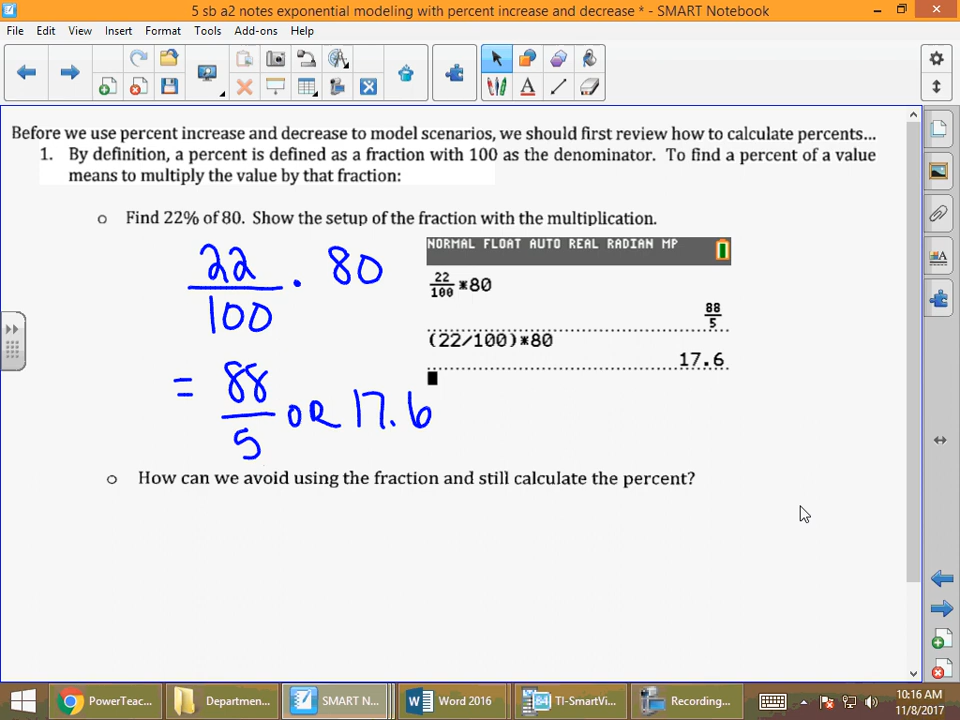 5 sb a2 notes exponential modeling with percent increase and decrease * - SMART Notebook
File Edit View Insert Format Add-ons Tools Help
Before we use percent increase and decrease to model scenarios, we should first review how to calculate percents...
1. By definition, a percent is defined as a fraction with 100 as the denominator. To find a percent of a value
means to multiply the value by that fraction:
o Find 22% of 80. Show the setup of the fraction with the multiplication.
22/100 · 80
= 88/5 OR 17.6
NORMAL FLOAT AUTO REAL RADIAN MP
22/100*80
88/5
(22/100)*80
17.6
o How can we avoid using the fraction and still calculate the percent?
PowerTeac... Departmen... SMART N... Word 2016 TI-SmartVi... Recording... 10:16 AM
11/8/2017